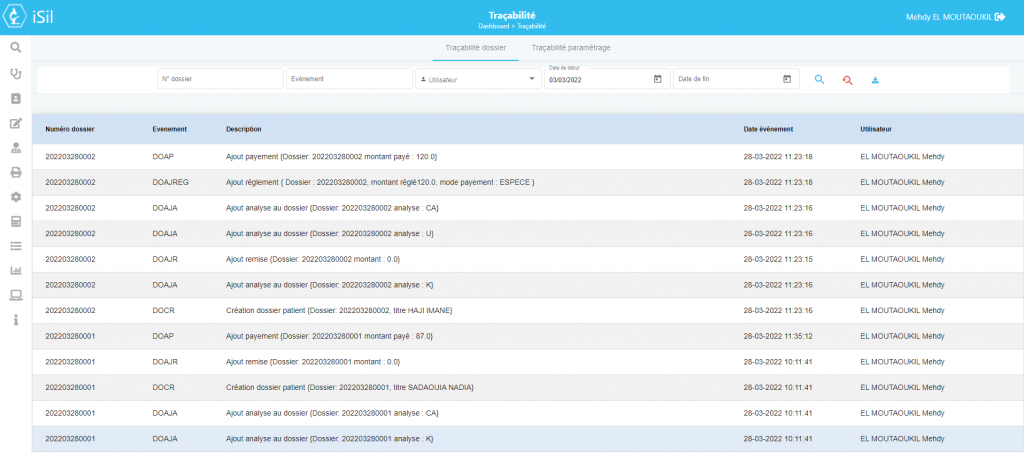 iSil
Traçabilité
Dashboard > Traçabilité
Mehdy EL MOUTAOUKIL
Traçabilité dossier Traçabilité paramétrage
N° dossier Evénement Utilisateur Date de début 03/03/2022 Date de fin
Numéro dossier Evenement Description Date événement Utilisateur
202203280002 DOAP Ajout payement {Dossier: 202203280002 montant payé : 120.0} 28-03-2022 11:23:18 EL MOUTAOUKIL Mehdy
202203280002 DOAJREG Ajout règlement { Dossier : 202203280002, montant réglé120.0, mode payement : ESPECE } 28-03-2022 11:23:18 EL MOUTAOUKIL Mehdy
202203280002 DOAJA Ajout analyse au dossier {Dossier: 202203280002 analyse : CA} 28-03-2022 11:23:16 EL MOUTAOUKIL Mehdy
202203280002 DOAJA Ajout analyse au dossier {Dossier: 202203280002 analyse : U} 28-03-2022 11:23:16 EL MOUTAOUKIL Mehdy
202203280002 DOAJR Ajout remise {Dossier: 202203280002 montant : 0.0} 28-03-2022 11:23:15 EL MOUTAOUKIL Mehdy
202203280002 DOAJA Ajout analyse au dossier {Dossier: 202203280002 analyse : K} 28-03-2022 11:23:16 EL MOUTAOUKIL Mehdy
202203280002 DOCR Création dossier patient {Dossier: 202203280002, titre HAJI IMANE} 28-03-2022 11:23:16 EL MOUTAOUKIL Mehdy
202203280001 DOAP Ajout payement {Dossier: 202203280001 montant payé : 87.0} 28-03-2022 11:35:12 EL MOUTAOUKIL Mehdy
202203280001 DOAJR Ajout remise {Dossier: 202203280001 montant : 0.0} 28-03-2022 10:11:41 EL MOUTAOUKIL Mehdy
202203280001 DOCR Création dossier patient {Dossier: 202203280001, titre SADAOUIA NADIA} 28-03-2022 10:11:41 EL MOUTAOUKIL Mehdy
202203280001 DOAJA Ajout analyse au dossier {Dossier: 202203280001 analyse : CA} 28-03-2022 10:11:41 EL MOUTAOUKIL Mehdy
202203280001 DOAJA Ajout analyse au dossier {Dossier: 202203280001 analyse : K} 28-03-2022 10:11:41 EL MOUTAOUKIL Mehdy